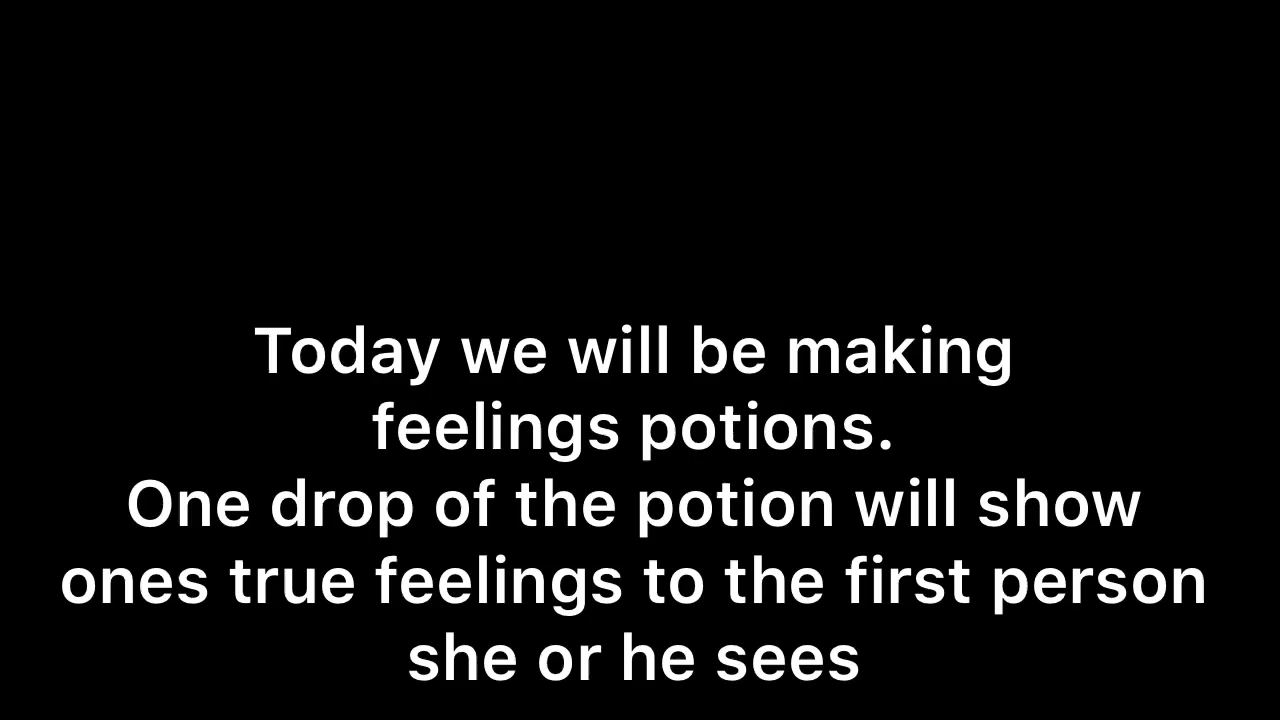 Today we will be making
feelings potions.
One drop of the potion will show
ones true feelings to the first person
she or he sees